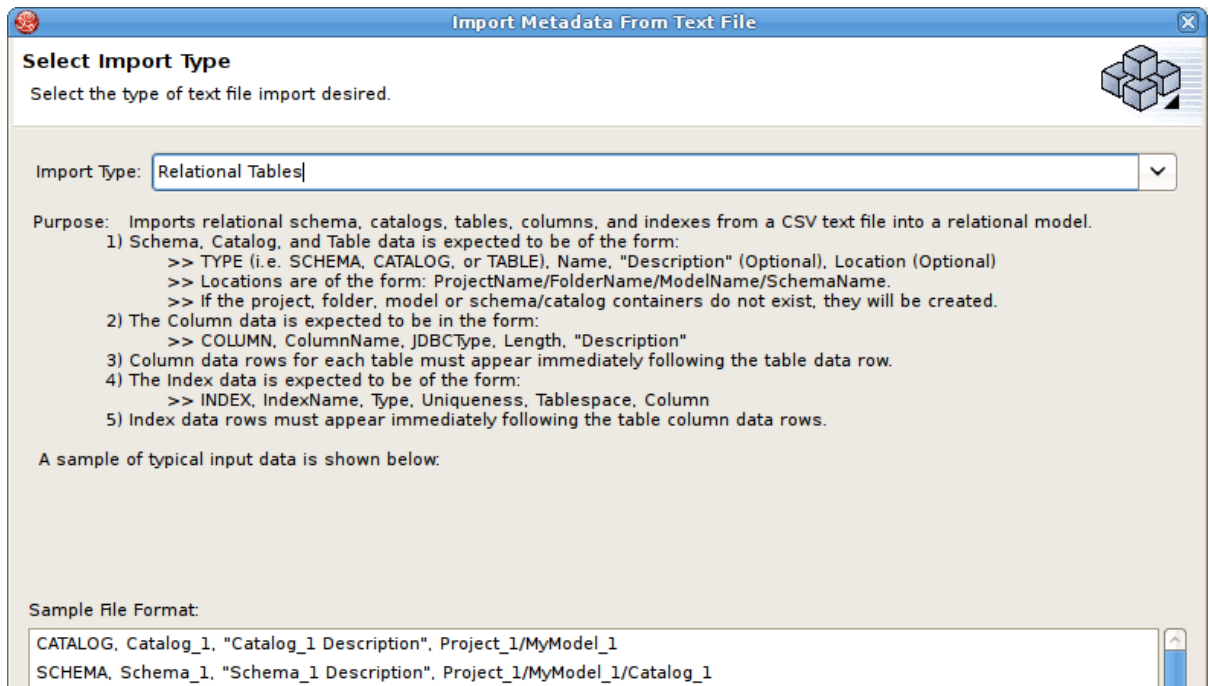 Import Metadata From Text File
Select Import Type
Select the type of text file import desired.
Import Type: Relational Tables
Purpose: Imports relational schema, catalogs, tables, columns, and indexes from a CSV text file into a relational model.
1) Schema, Catalog, and Table data is expected to be of the form:
>> TYPE (i.e. SCHEMA, CATALOG, or TABLE), Name, "Description" (Optional), Location (Optional)
>> Locations are of the form: ProjectName/FolderName/ModelName/SchemaName.
>> If the project, folder, model or schema/catalog containers do not exist, they will be created.
2) The Column data is expected to be in the form:
>> COLUMN, ColumnName, JDBCType, Length, "Description"
3) Column data rows for each table must appear immediately following the table data row.
4) The Index data is expected to be of the form:
>> INDEX, IndexName, Type, Uniqueness, Tablespace, Column
5) Index data rows must appear immediately following the table column data rows.
A sample of typical input data is shown below:
Sample File Format:
CATALOG, Catalog_1, "Catalog_1 Description", Project_1/MyModel_1
SCHEMA, Schema_1, "Schema_1 Description", Project_1/MyModel_1/Catalog_1